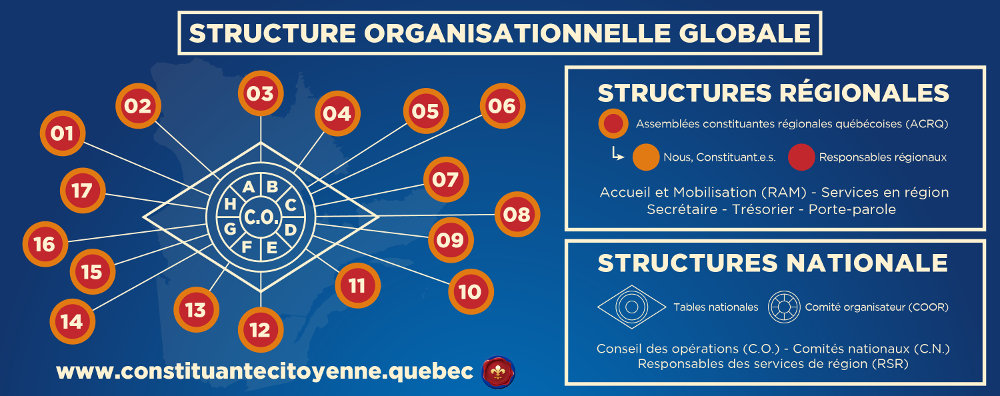 STRUCTURE ORGANISATIONNELLE GLOBALE
01
02
03
04
05
06
07
08
09
10
11
12
13
14
15
16
17
A
B
C
D
E
F
G
H
C.O.
www.constituantecitoyenne.quebec
STRUCTURES RÉGIONALES
Assemblées constituantes régionales québécoises (ACRQ)
Nous, Constituant.e.s.
Responsables régionaux
Accueil et Mobilisation (RAM) - Services en région
Secrétaire - Trésorier - Porte-parole
STRUCTURES NATIONALE
Tables nationales
Comité organisateur (COOR)
Conseil des opérations (C.O.) - Comités nationaux (C.N.)
Responsables des services de région (RSR)